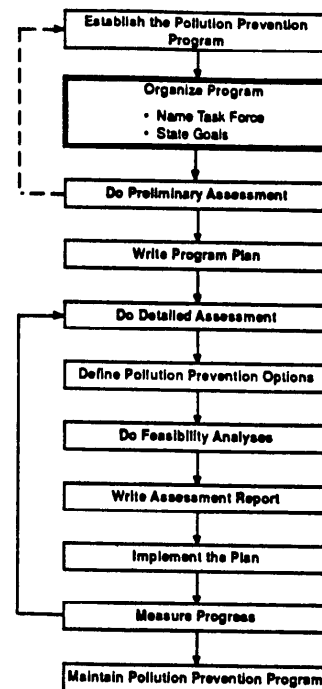 Establish the Pollution Prevention
Program
Organize Program
• Name Task Force
• State Goals
Do Preliminary Assessment
Write Program Plan
Do Detailed Assessment
Define Pollution Prevention Options
Do Feasibility Analyses
Write Assessment Report
Implement the Plan
Measure Progress
Maintain Pollution Prevention Program